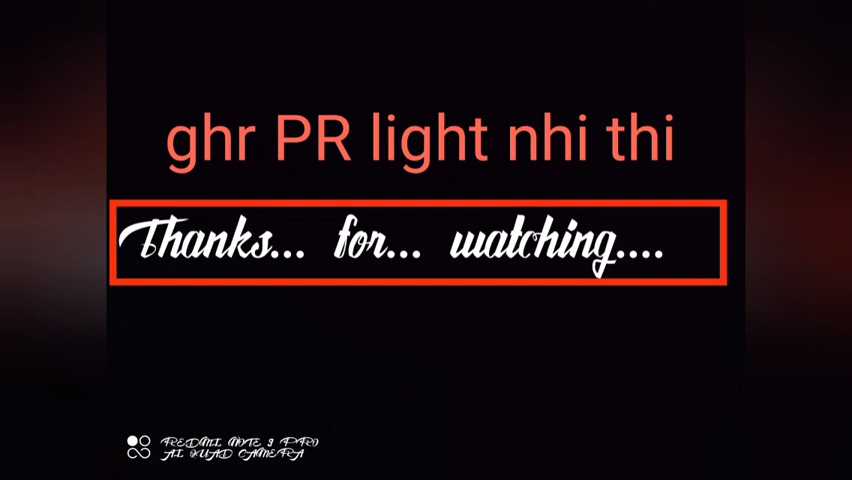 ghr PR light nhi thi
Thanks... for... watching....
REDMI NOTE 9 PRO
AI QUAD CAMERA